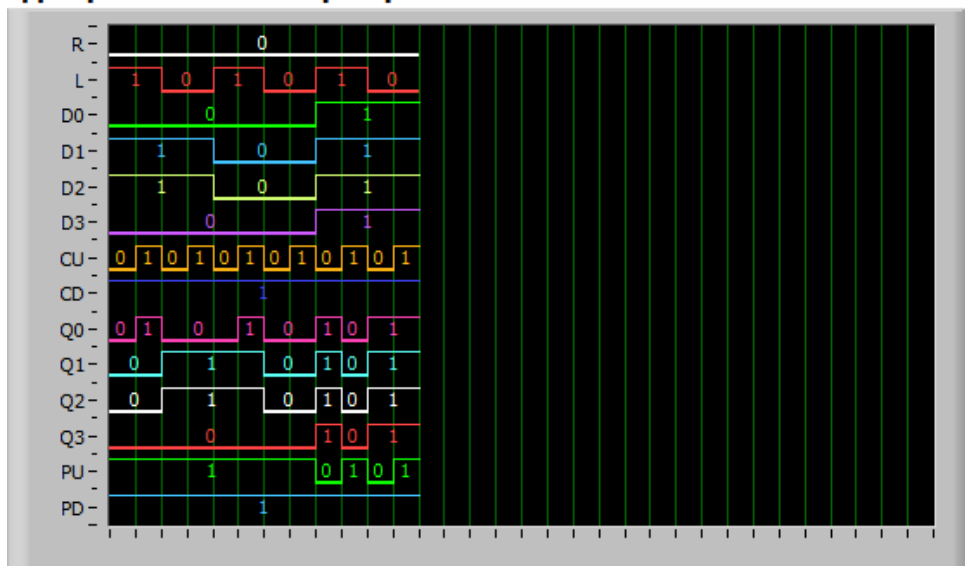 R - 0
L - 1 0 1 0 1 0
D0 - 0 1
D1 - 1 0 1
D2 - 1 0 1
D3 - 0 1
CU - 0 1 0 1 0 1 0 1 0 1 0 1
CD - 1
Q0 - 0 1 0 1 0 1 0 1
Q1 - 0 1 0 1 0 1
Q2 - 0 1 0 1 0 1
Q3 - 0 1 0 1
PU - 1 0 1 0 1
PD - 1